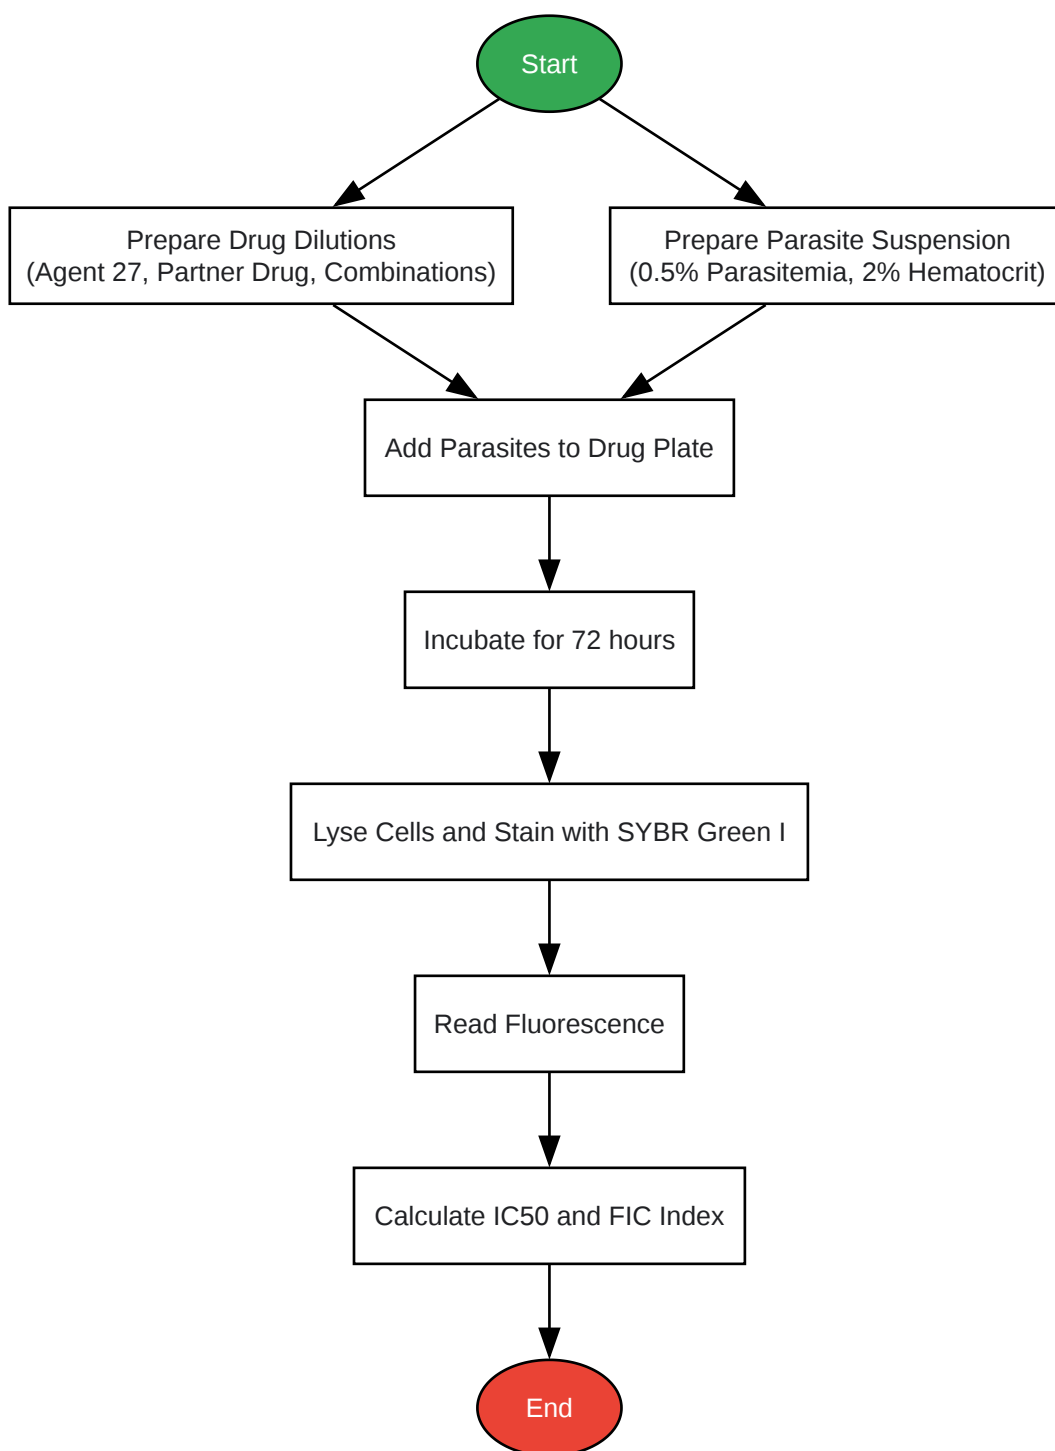 Start
Prepare Drug Dilutions
(Agent 27, Partner Drug, Combinations)
Prepare Parasite Suspension
(0.5% Parasitemia, 2% Hematocrit)
Add Parasites to Drug Plate
Incubate for 72 hours
Lyse Cells and Stain with SYBR Green I
Read Fluorescence
Calculate IC50 and FIC Index
End